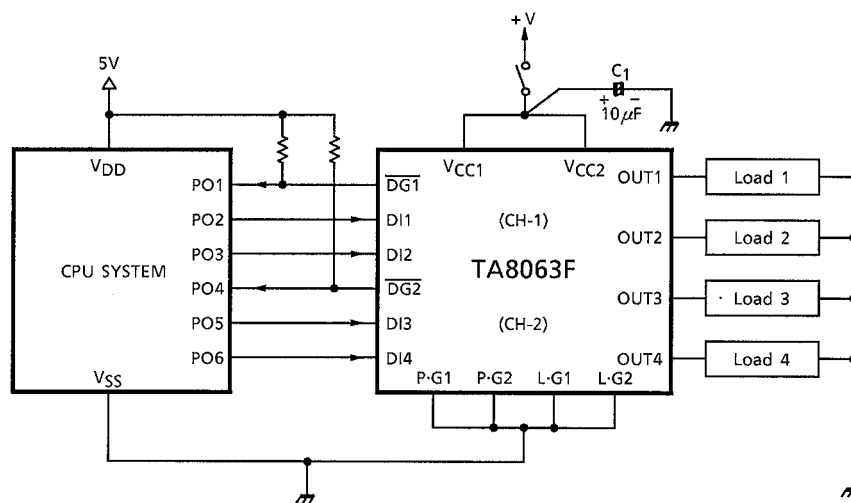 +V
5V
C1
+ −
10μF
VDD
VCC1
VCC2
PO1
DG1
OUT1
Load 1
PO2
DI1
(CH-1)
PO3
DI2
OUT2
Load 2
CPU SYSTEM
TA8063F
PO4
DG2
OUT3
Load 3
PO5
DI3
(CH-2)
PO6
DI4
OUT4
Load 4
VSS
P·G1
P·G2
L·G1
L·G2